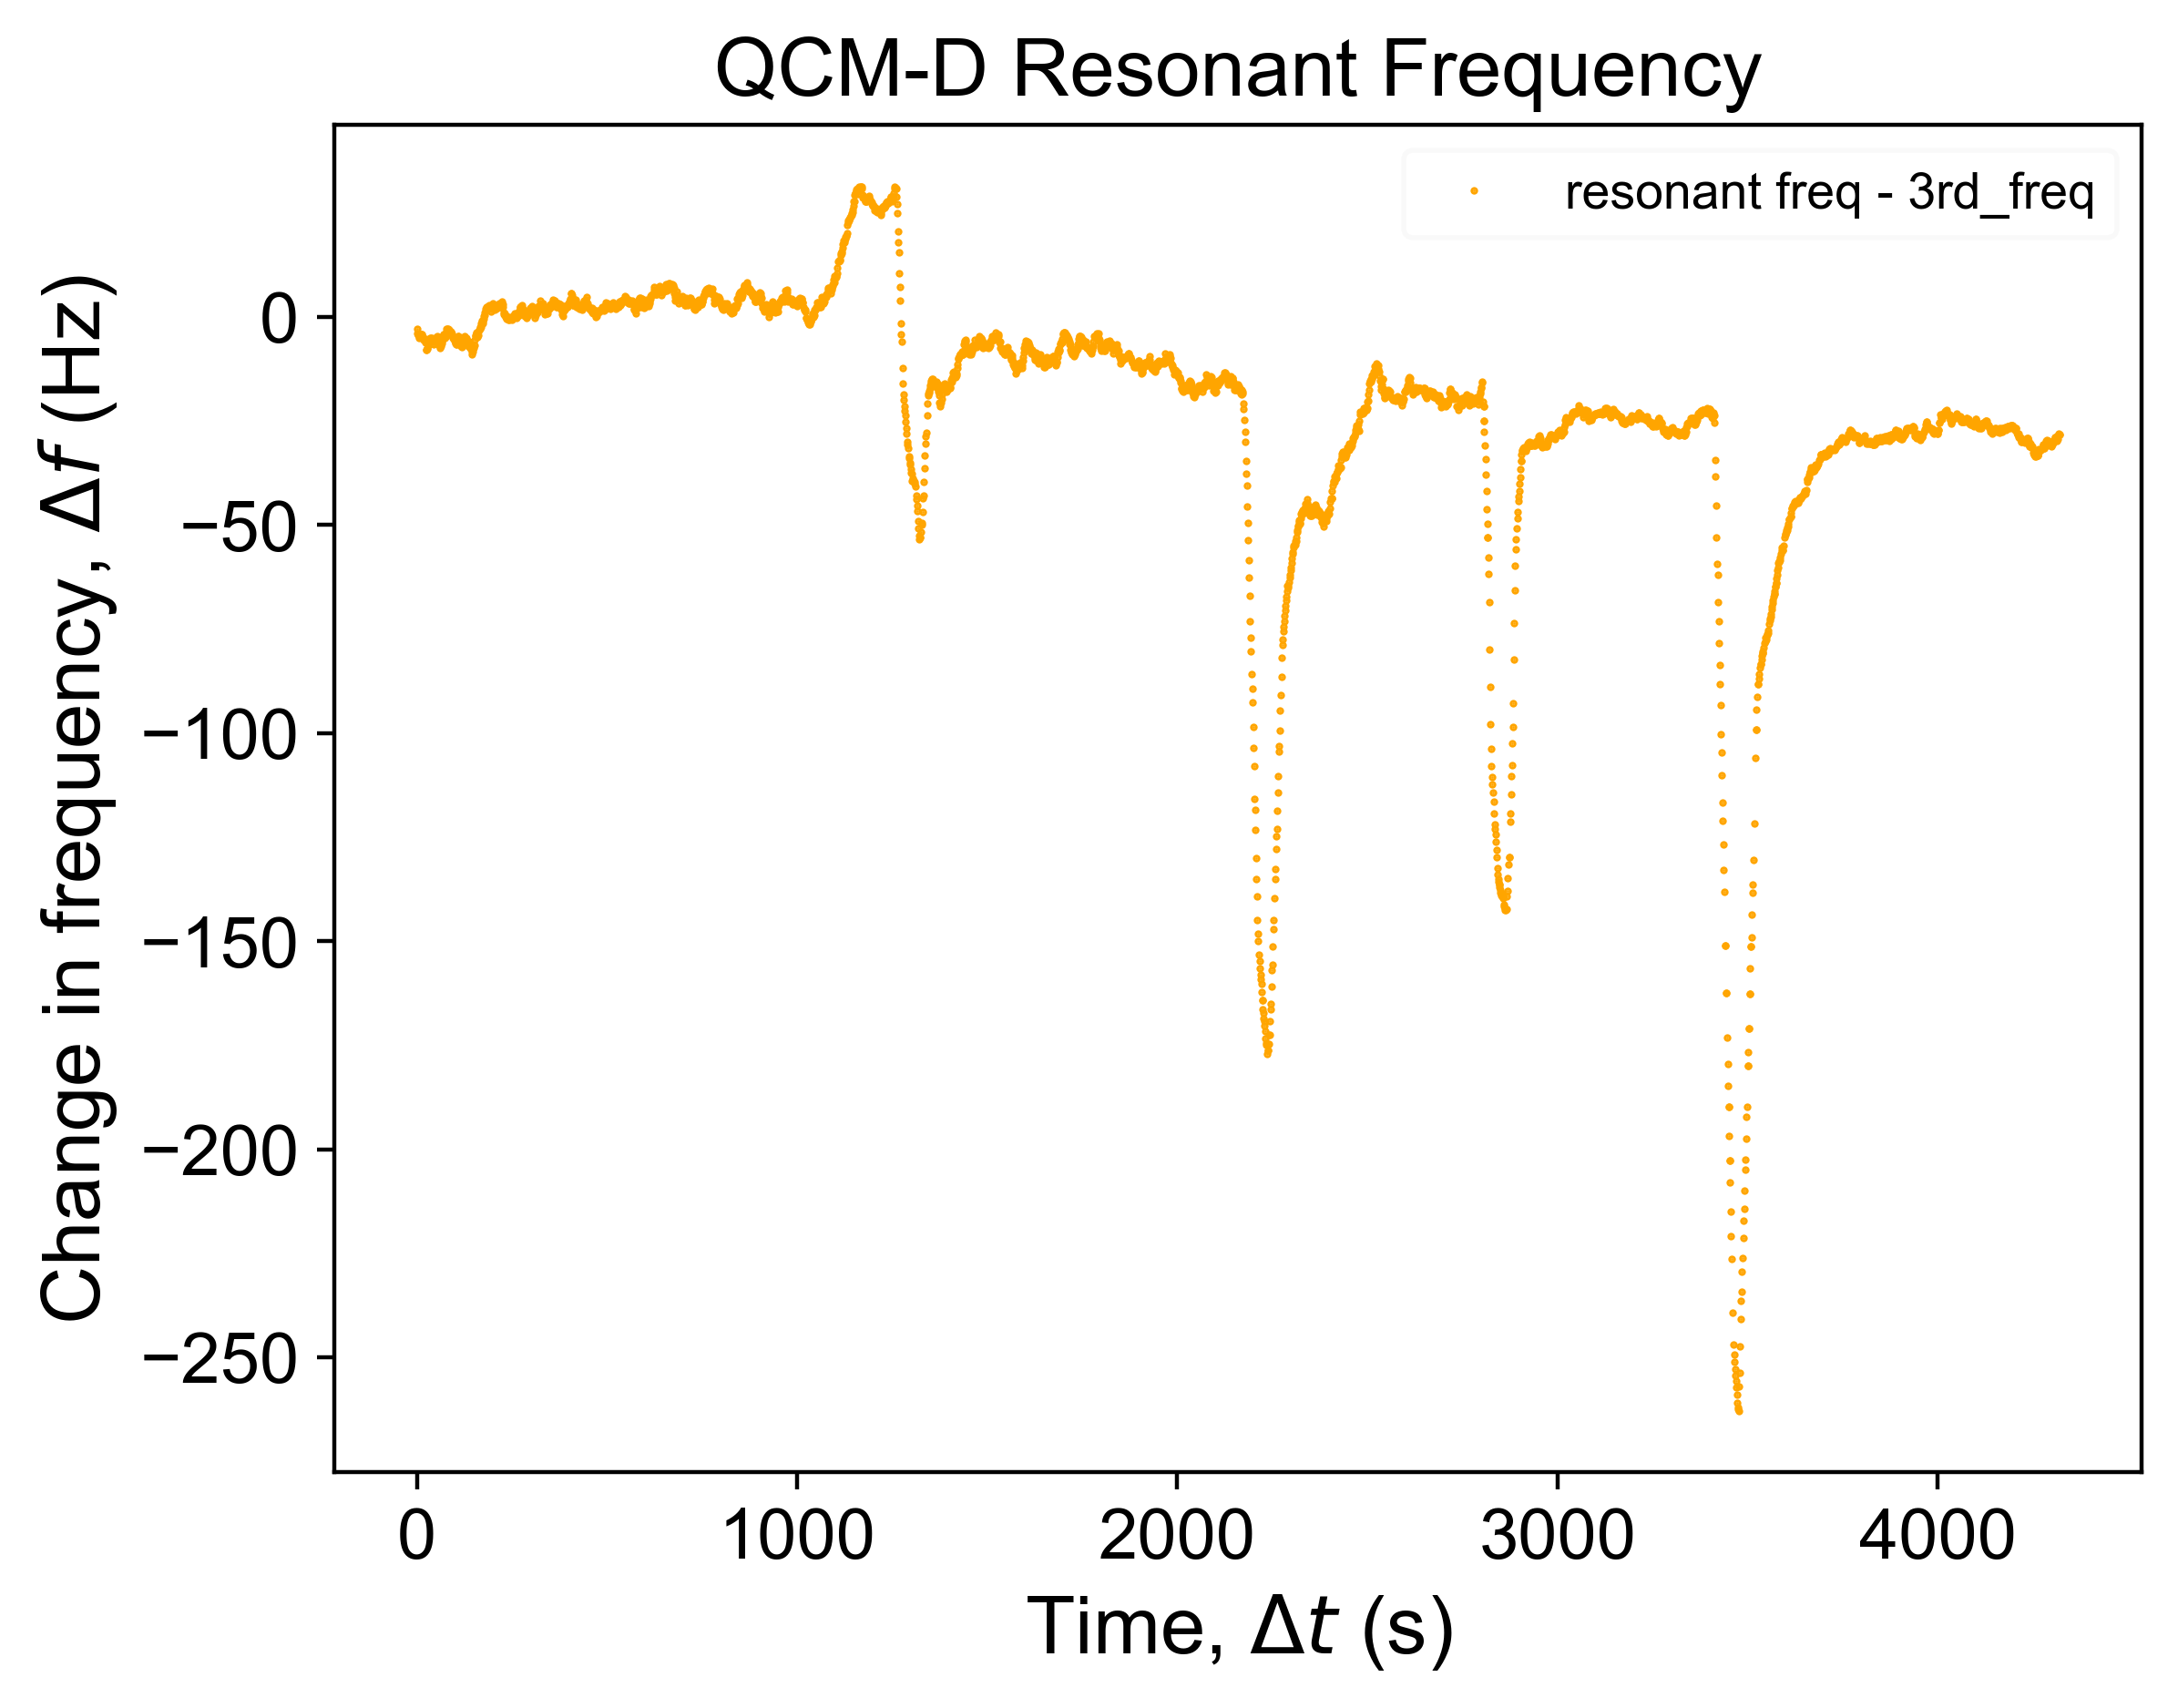 QCM-D Resonant Frequency
resonant freq - 3rd_freq
Change in frequency, Δf (Hz)
0
−50
−100
−150
−200
−250
0 1000 2000 3000 4000
Time, Δt (s)